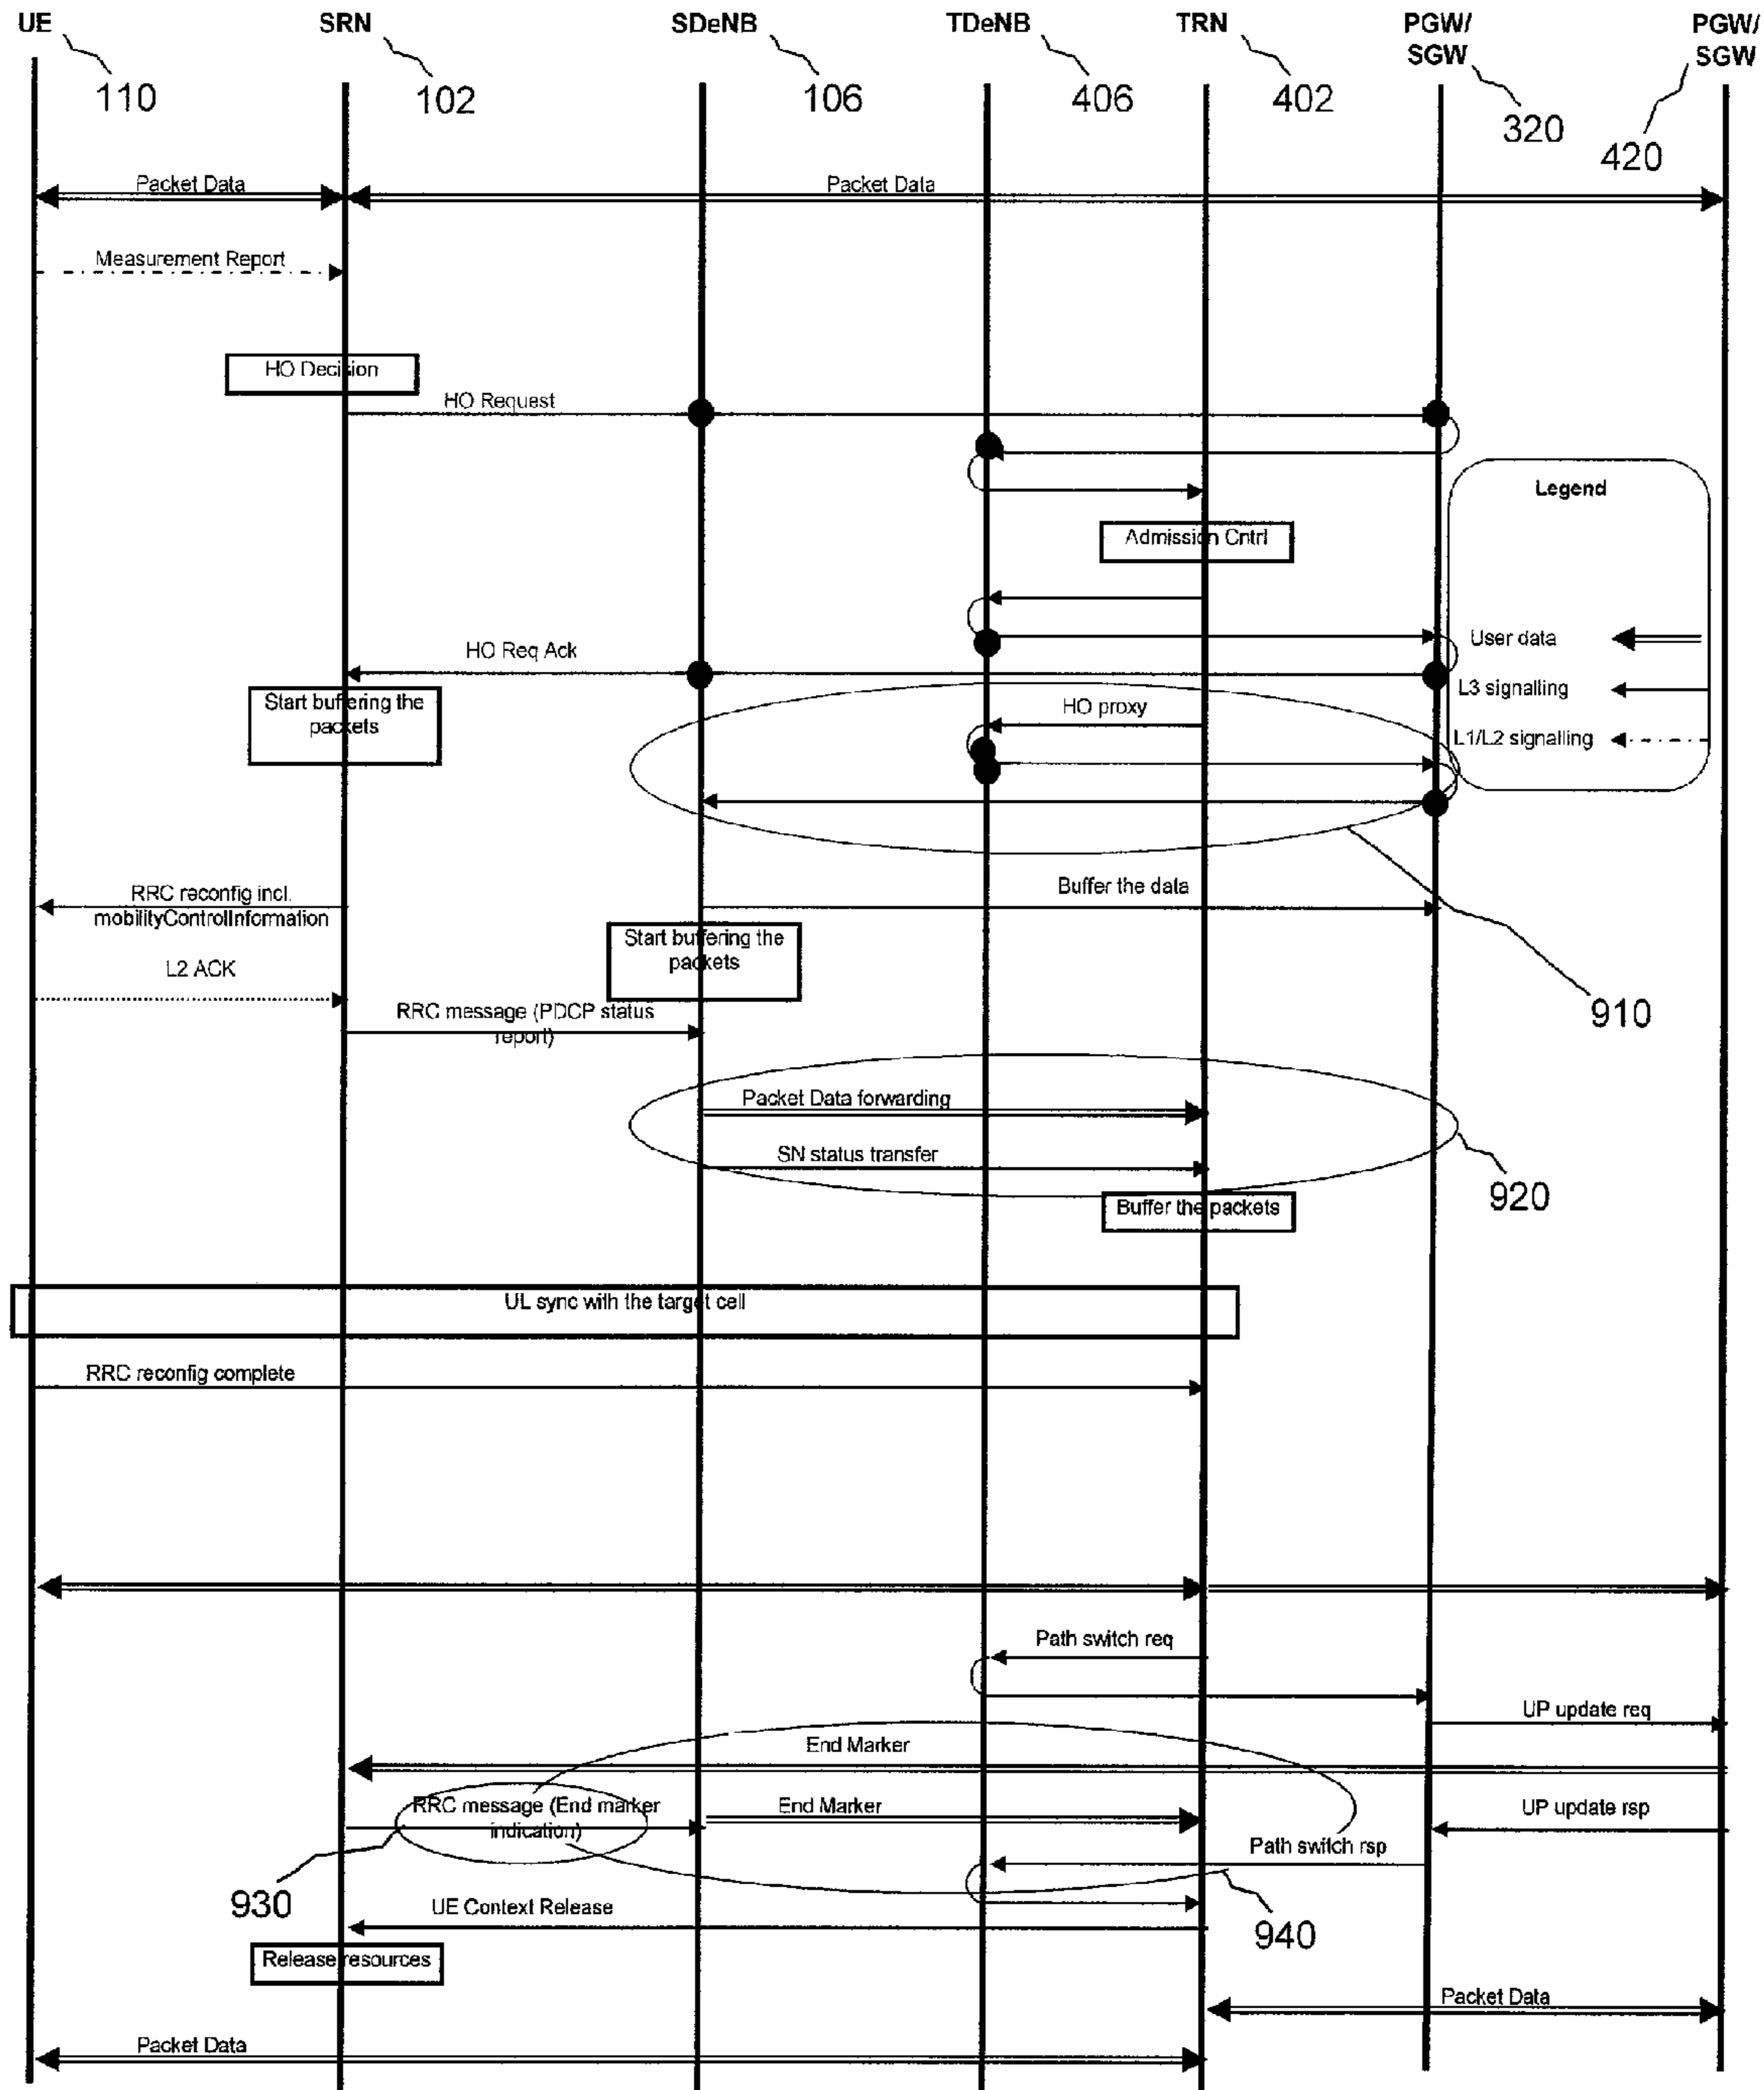 UE
SRN
SDeNB
TDeNB
TRN
PGW/
SGW
PGW/
SGW
110
102
106
406
402
320
420
Packet Data
Packet Data
Measurement Report
HO Decision
HO Request
Legend
Admission Cntrl
User data
HO Req Ack
L3 signalling
Start buffering the
packets
HO proxy
L1/L2 signalling
RRC reconfig incl.
mobilityControlInformation
Buffer the data
Start buffering the
packets
L2 ACK
910
RRC message (PDCP status
report)
Packet Data forwarding
SN status transfer
920
Buffer the packets
UL sync with the target cell
RRC reconfig complete
Path switch req
UP update req
End Marker
RRC message (End marker
indication)
End Marker
UP update rsp
Path switch rsp
930
UE Context Release
940
Release resources
Packet Data
Packet Data